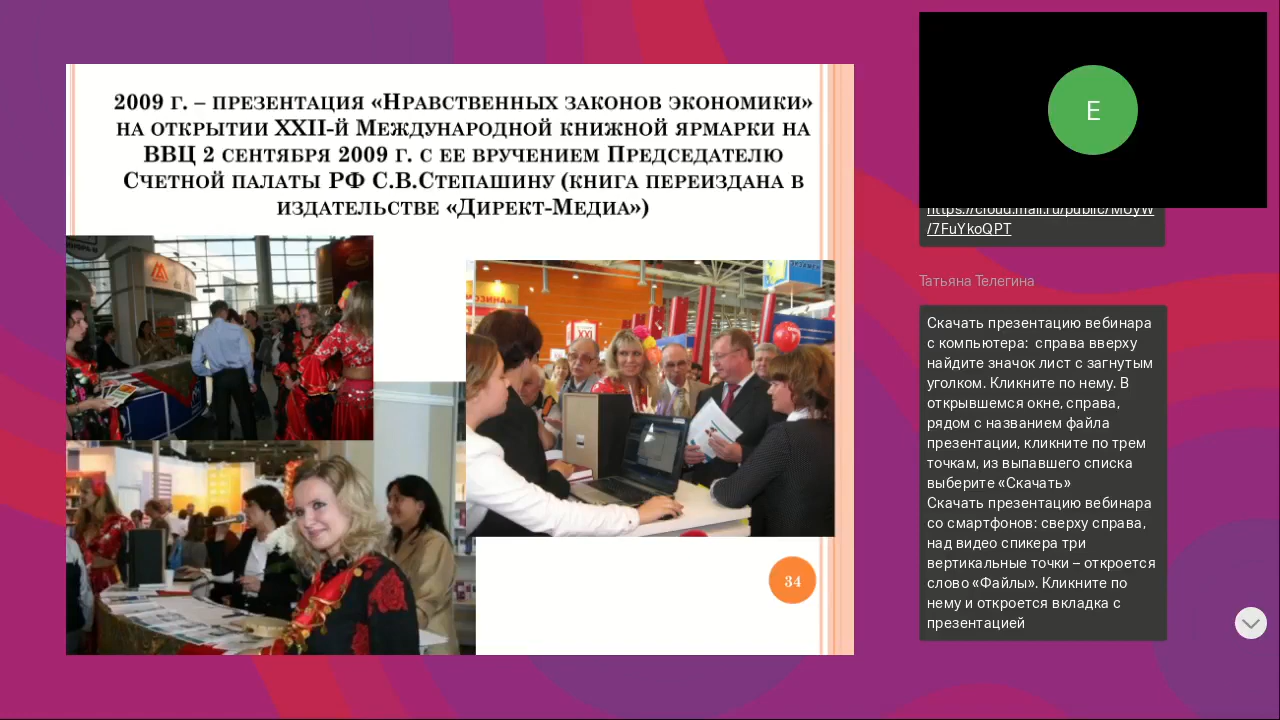 2009 г. – презентация «Нравственных законов экономики»
на открытии XXII-й Международной книжной ярмарки на
ВВЦ 2 сентября 2009 г. с ее вручением Председателю
Счетной палаты РФ С.В.Степашину (книга переиздана в
издательстве «Директ-Медиа»)
34
E
https://cloud.mail.ru/public/MUyW
/7FuYkoQPT
Татьяна Телегина
Скачать презентацию вебинара
с компьютера:  справа вверху
найдите значок лист с загнутым
уголком. Кликните по нему. В
открывшемся окне, справа,
рядом с названием файла
презентации, кликните по трем
точкам, из выпавшего списка
выберите «Скачать»
Скачать презентацию вебинара
со смартфонов: сверху справа,
над видео спикера три
вертикальные точки – откроется
слово «Файлы». Кликните по
нему и откроется вкладка с
презентацией